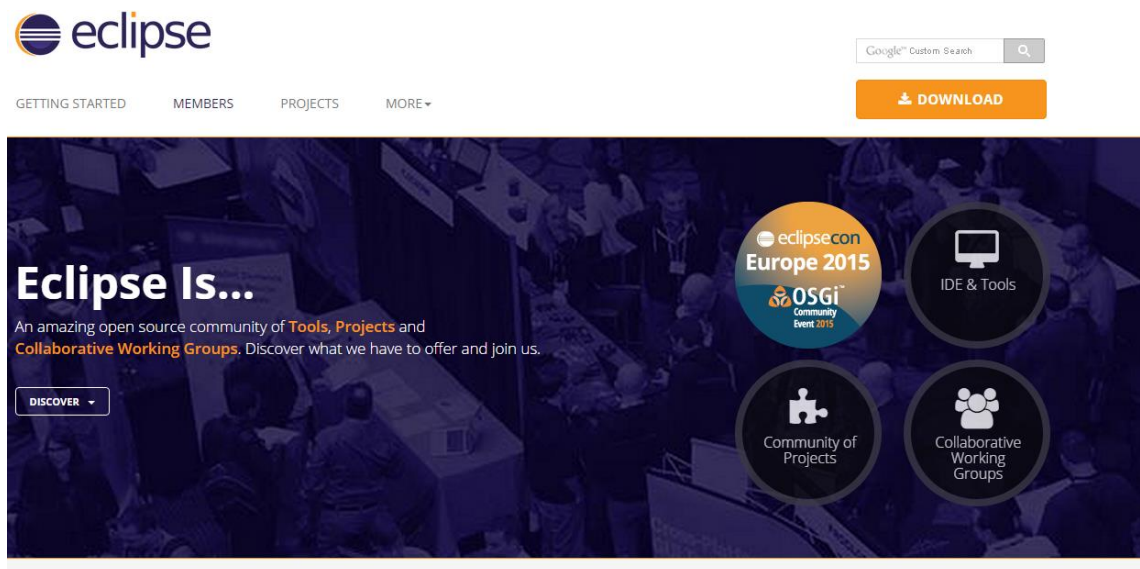 eclipse
Google™ Custom Search
GETTING STARTED
MEMBERS
PROJECTS
MORE
DOWNLOAD
Eclipse Is...
An amazing open source community of Tools, Projects and
Collaborative Working Groups. Discover what we have to offer and join us.
DISCOVER
eclipsecon
Europe 2015
OSGi™
Community
Event 2015
IDE & Tools
Community of
Projects
Collaborative
Working
Groups